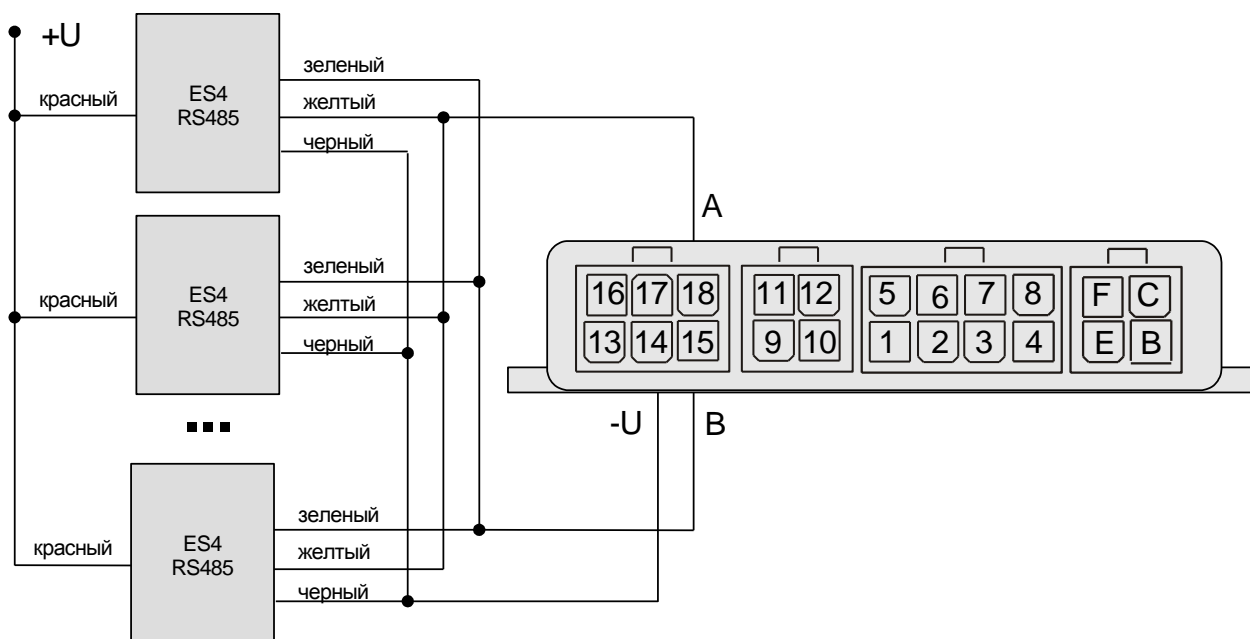 +U
красный
ES4
RS485
зеленый
желтый
черный
красный
ES4
RS485
зеленый
желтый
черный
красный
ES4
RS485
зеленый
желтый
черный
A
16 17 18 11 12 5 6 7 8 F C
13 14 15 9 10 1 2 3 4 E B
-U B